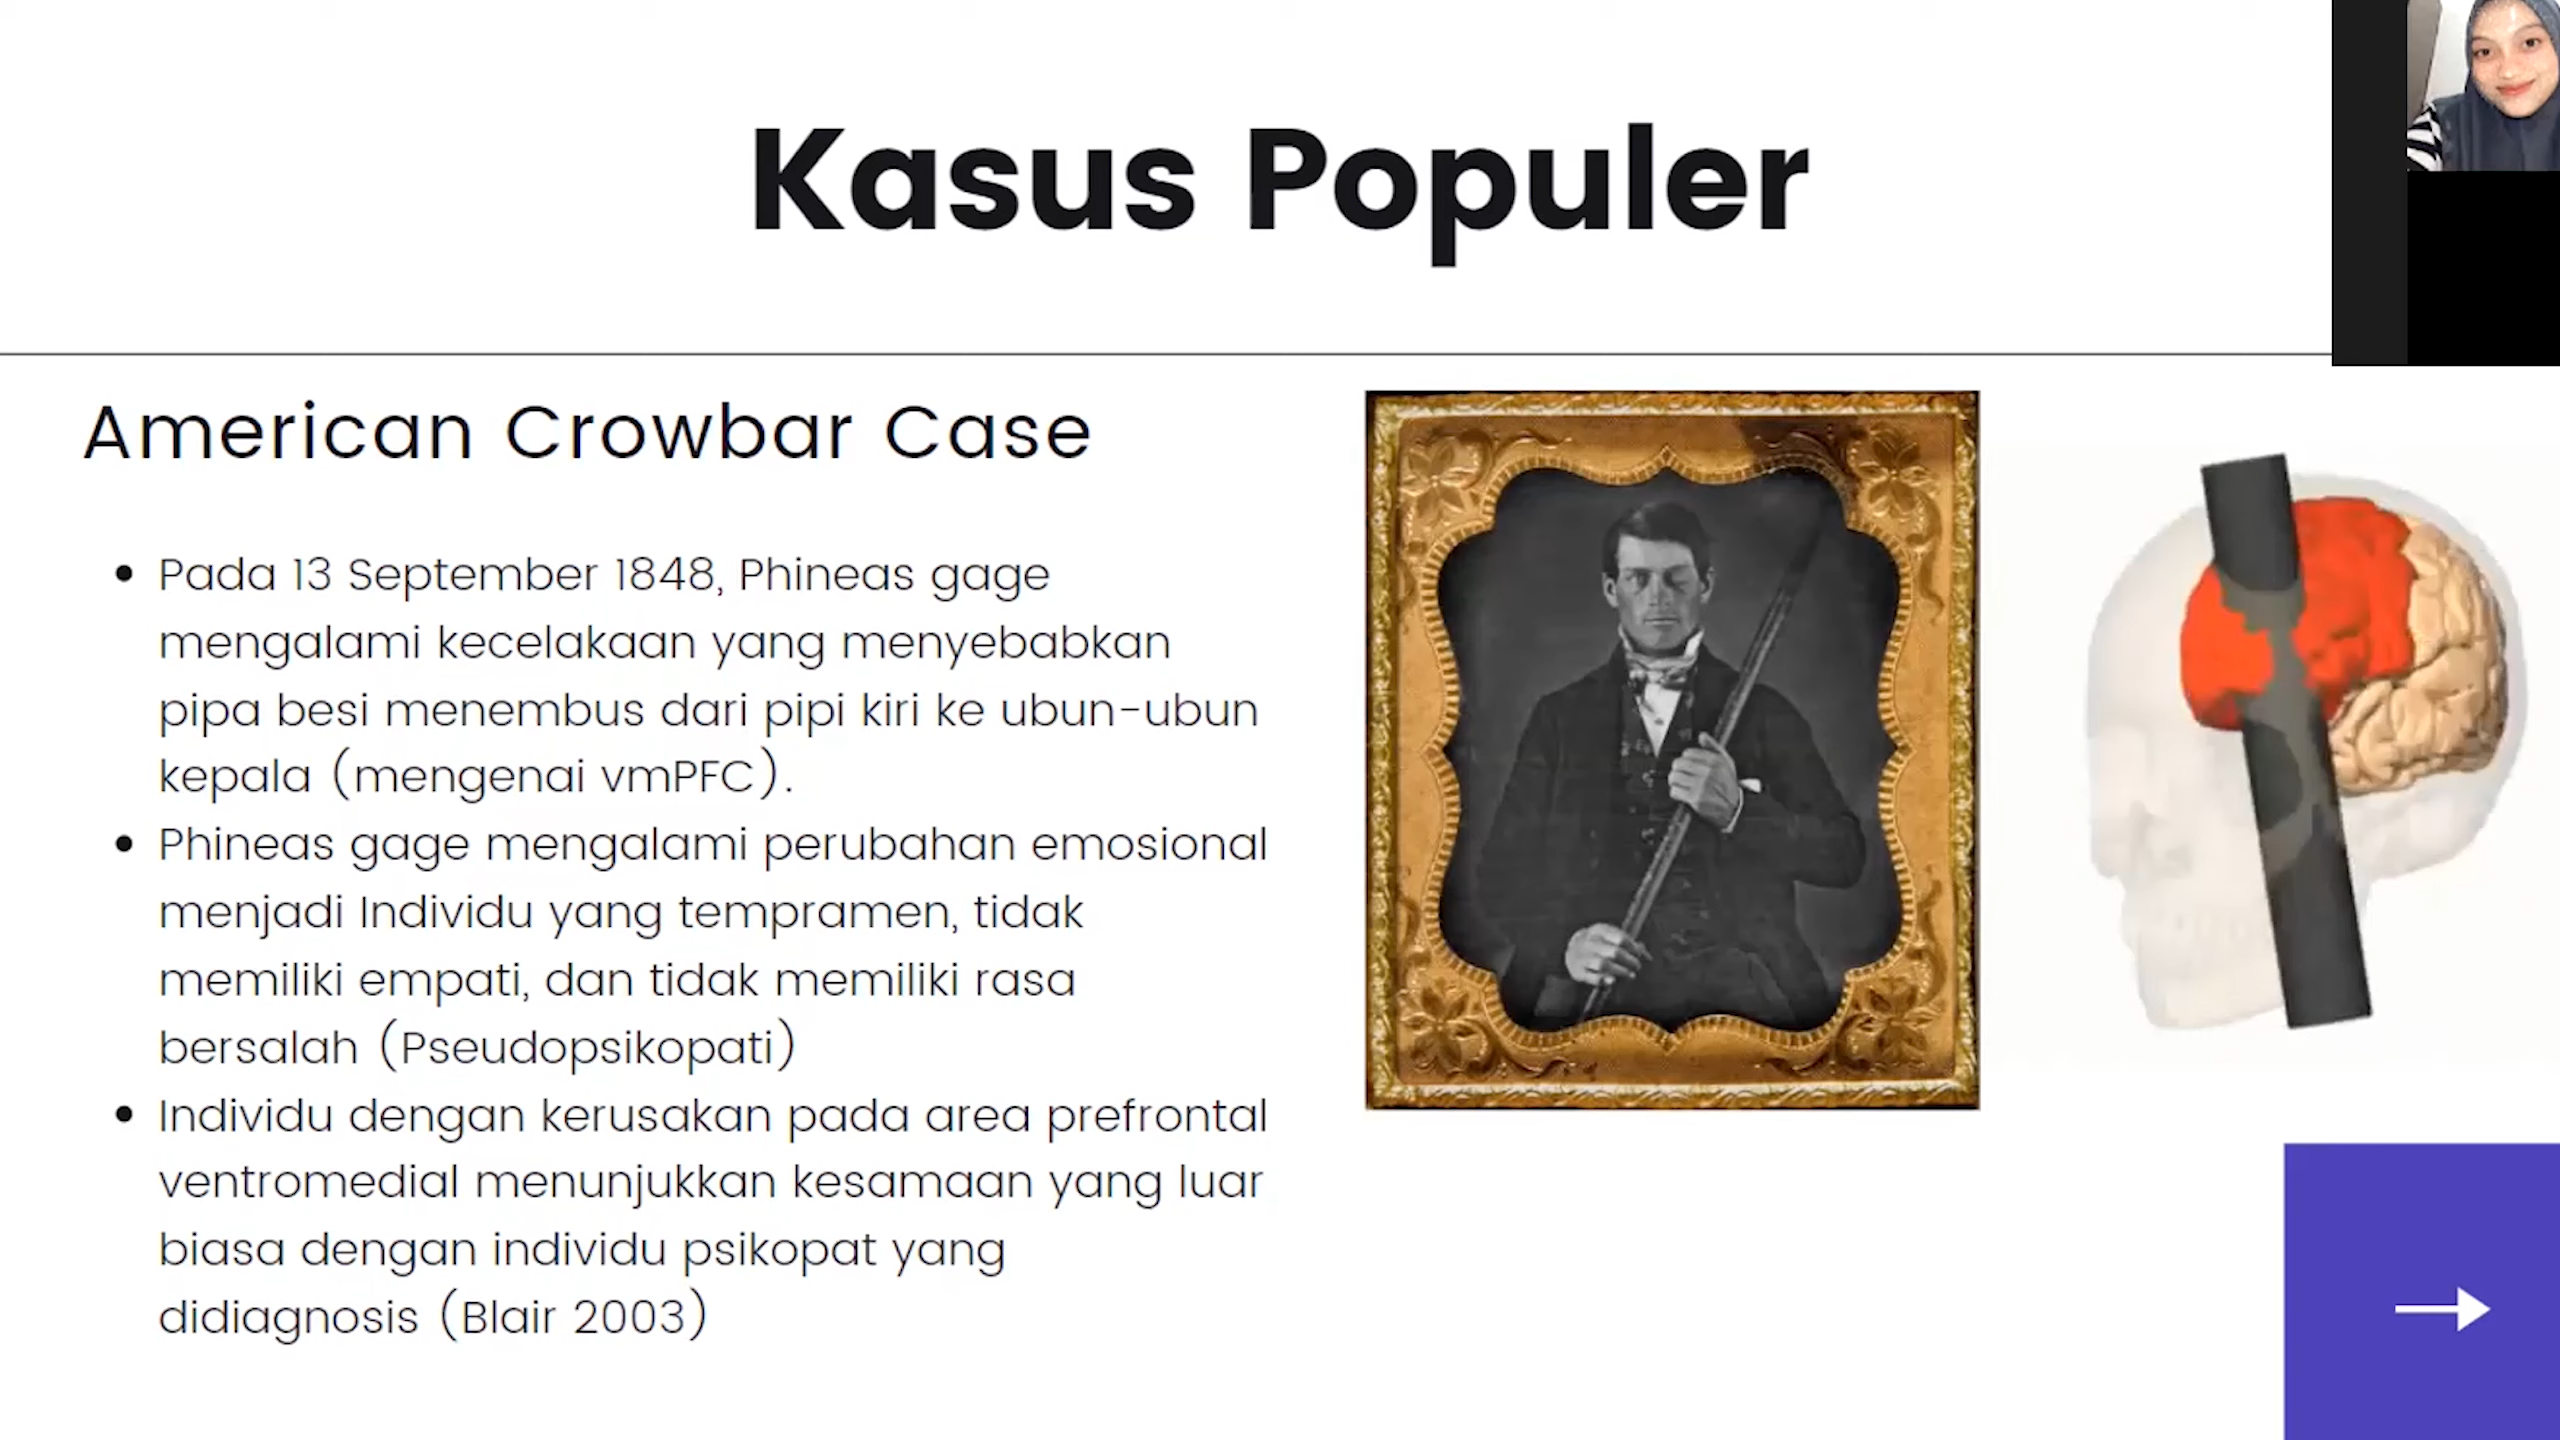 Kasus Populer
American Crowbar Case
• Pada 13 September 1848, Phineas gage
mengalami kecelakaan yang menyebabkan
pipa besi menembus dari pipi kiri ke ubun-ubun
kepala (mengenai vmPFC).
• Phineas gage mengalami perubahan emosional
menjadi Individu yang tempramen, tidak
memiliki empati, dan tidak memiliki rasa
bersalah (Pseudopsikopati)
• Individu dengan kerusakan pada area prefrontal
ventromedial menunjukkan kesamaan yang luar
biasa dengan individu psikopat yang
didiagnosis (Blair 2003)